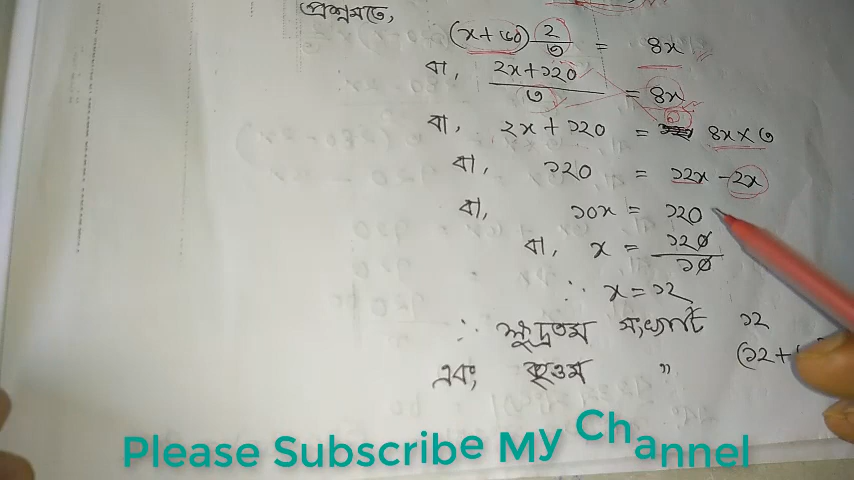 প্রশ্নমতে,
(x+৬০) ২/৩ = ৪x
বা, ২x+১২০/৩ = ৪x
বা, ২x + ১২০ = ৪x × ৩
বা, ১২০ = ১২x - ২x
বা, ১০x = ১২০
বা, x = ১২০/১০
∴ x = ১২
∴ ক্ষুদ্রতম সংখ্যাটি ১২
এবং বৃহত্তম " (১২+
Please Subscribe My Channel